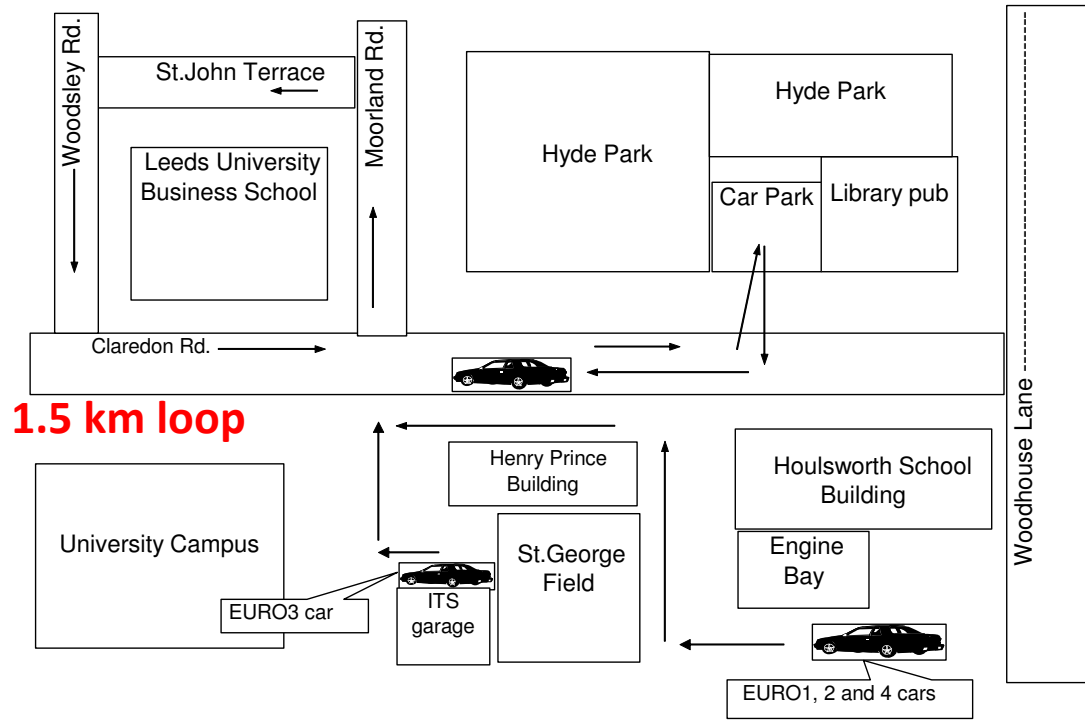 Woodsley Rd.
St.John Terrace
Moorland Rd.
Leeds University
Business School
Hyde Park
Hyde Park
Car Park
Library pub
Claredon Rd.
1.5 km loop
Woodhouse Lane
Henry Prince
Building
Houlsworth School
Building
University Campus
St.George
Field
Engine
Bay
EURO3 car
ITS
garage
EURO1, 2 and 4 cars